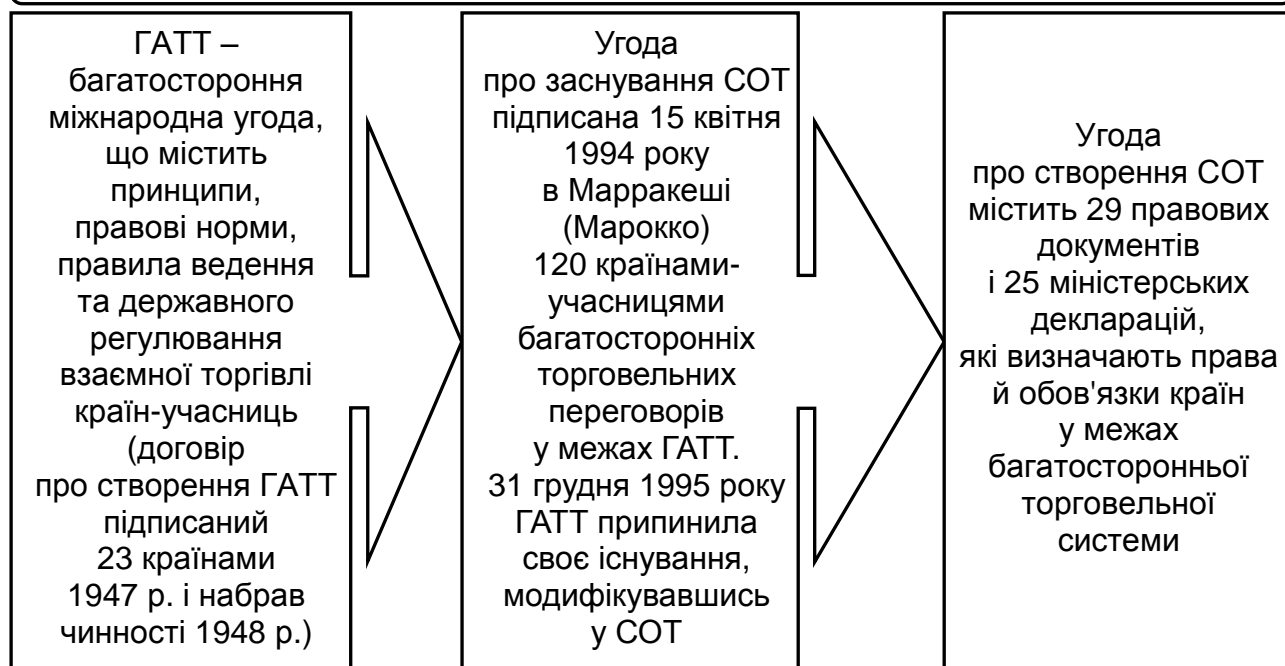 ГАТТ –
багатостороння
міжнародна угода,
що містить
принципи,
правові норми,
правила ведення
та державного
регулювання
взаємної торгівлі
країн-учасниць
(договір
про створення ГАТТ
підписаний
23 країнами
1947 р. і набрав
чинності 1948 р.)
Угода
про заснування СОТ
підписана 15 квітня
1994 року
в Марракеші
(Марокко)
120 країнами-
учасницями
багатосторонніх
торговельних
переговорів
у межах ГАТТ.
31 грудня 1995 року
ГАТТ припинила
своє існування,
модифікувавшись
у СОТ
Угода
про створення СОТ
містить 29 правових
документів
і 25 міністерських
декларацій,
які визначають права
й обов'язки країн
у межах
багатосторонньої
торговельної
системи